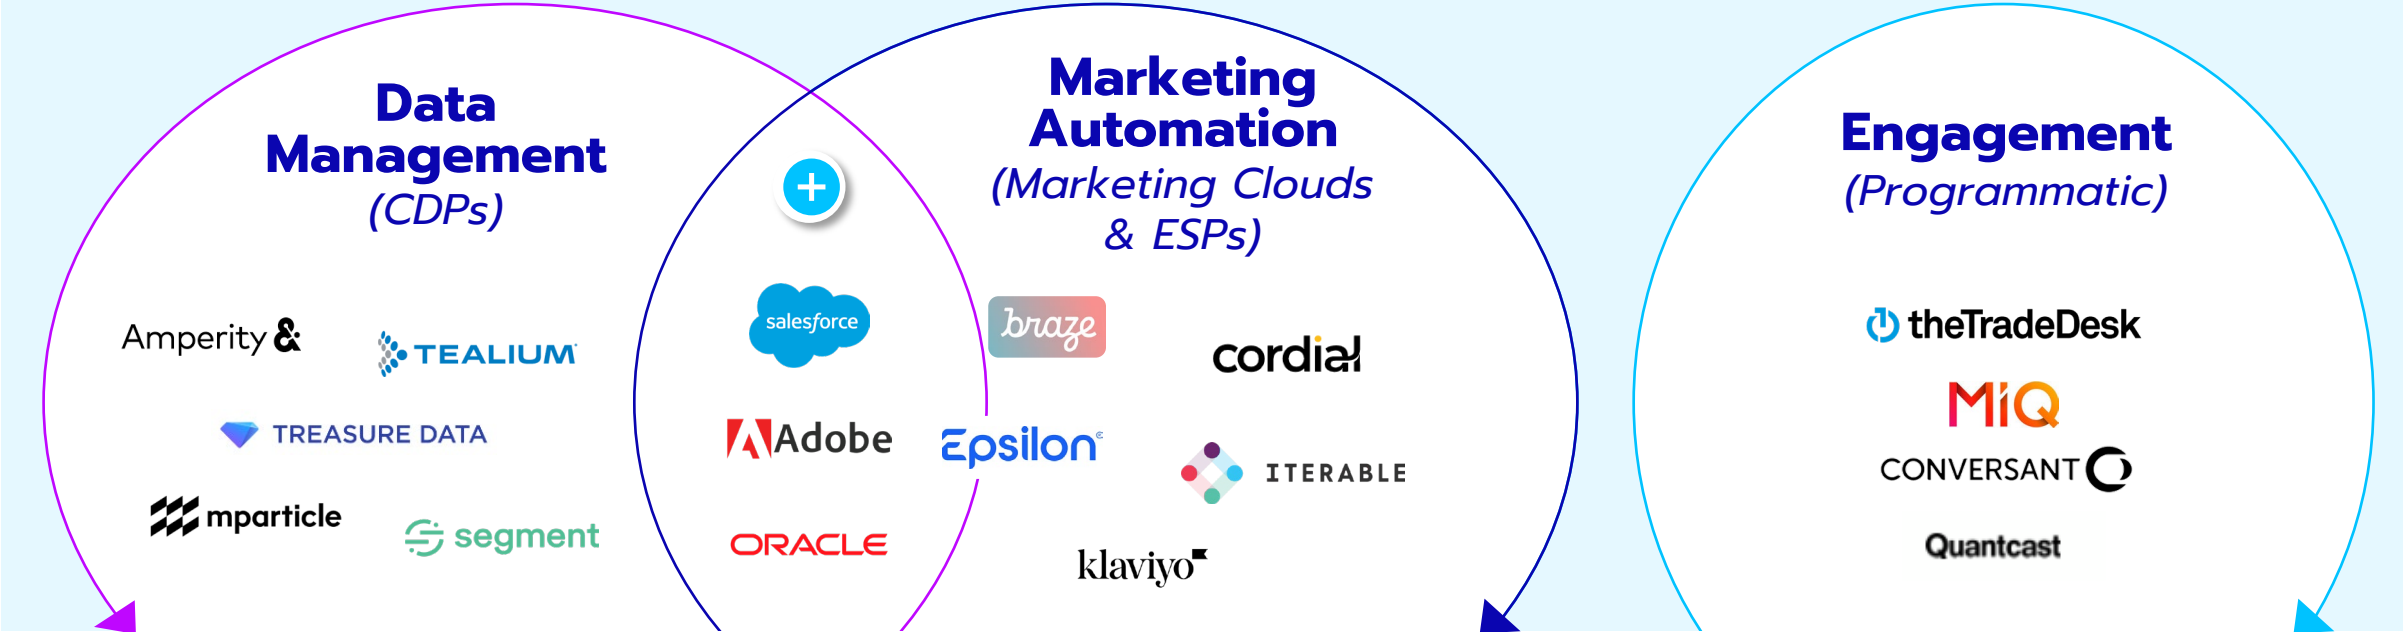 Data
Management
(CDPs)
Amperity &
TEALIUM
TREASURE DATA
mparticle
segment
+
salesforce
Adobe
ORACLE
Marketing
Automation
(Marketing Clouds
& ESPs)
braze
cordial
Epsilon
ITERABLE
klaviyo
Engagement
(Programmatic)
theTradeDesk
MiQ
CONVERSANT
Quantcast